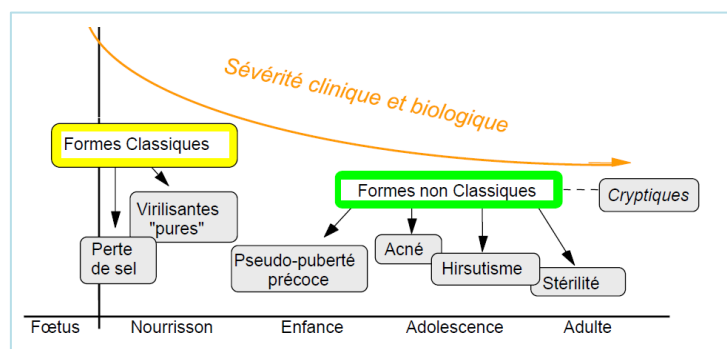 Sévérité clinique et biologique
Formes Classiques
Formes non Classiques
Cryptiques
Virilisantes
"pures"
Perte
de sel
Pseudo-puberté
précoce
Acné
Hirsutisme
Stérilité
Fœtus
Nourrisson
Enfance
Adolescence
Adulte